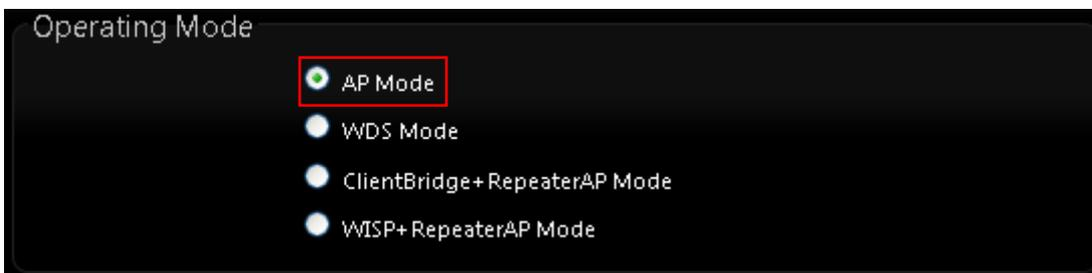 Operating Mode
AP Mode
WDS Mode
ClientBridge+RepeaterAP Mode
WISP+RepeaterAP Mode